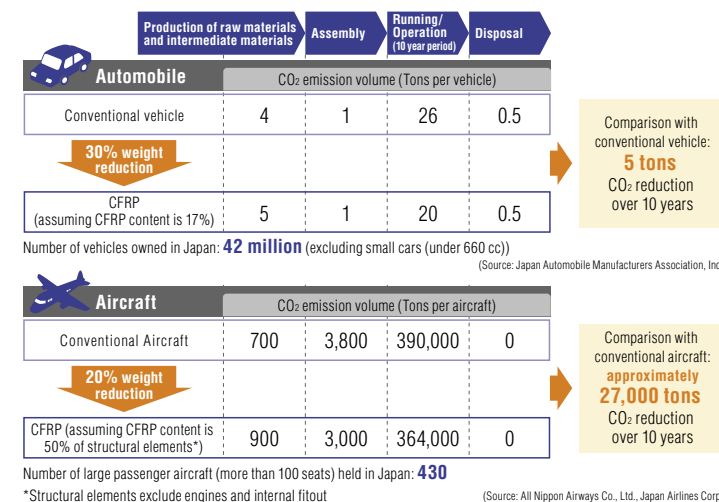 Production of raw materials
and intermediate materials
Assembly
Running/
Operation
(10 year period)
Disposal
Automobile
CO₂ emission volume (Tons per vehicle)
Conventional vehicle 4 1 26 0.5
30% weight
reduction
CFRP
(assuming CFRP content is 17%) 5 1 20 0.5
Comparison with
conventional vehicle:
5 tons
CO₂ reduction
over 10 years
Number of vehicles owned in Japan: 42 million (excluding small cars (under 660 cc))
(Source: Japan Automobile Manufacturers Association, Inc
Aircraft
CO₂ emission volume (Tons per aircraft)
Conventional Aircraft 700 3,800 390,000 0
20% weight
reduction
CFRP (assuming CFRP content is
50% of structural elements*) 900 3,000 364,000 0
Comparison with
conventional aircraft:
approximately
27,000 tons
CO₂ reduction
over 10 years
Number of large passenger aircraft (more than 100 seats) held in Japan: 430
*Structural elements exclude engines and internal fitout
(Source: All Nippon Airways Co., Ltd., Japan Airlines Corp